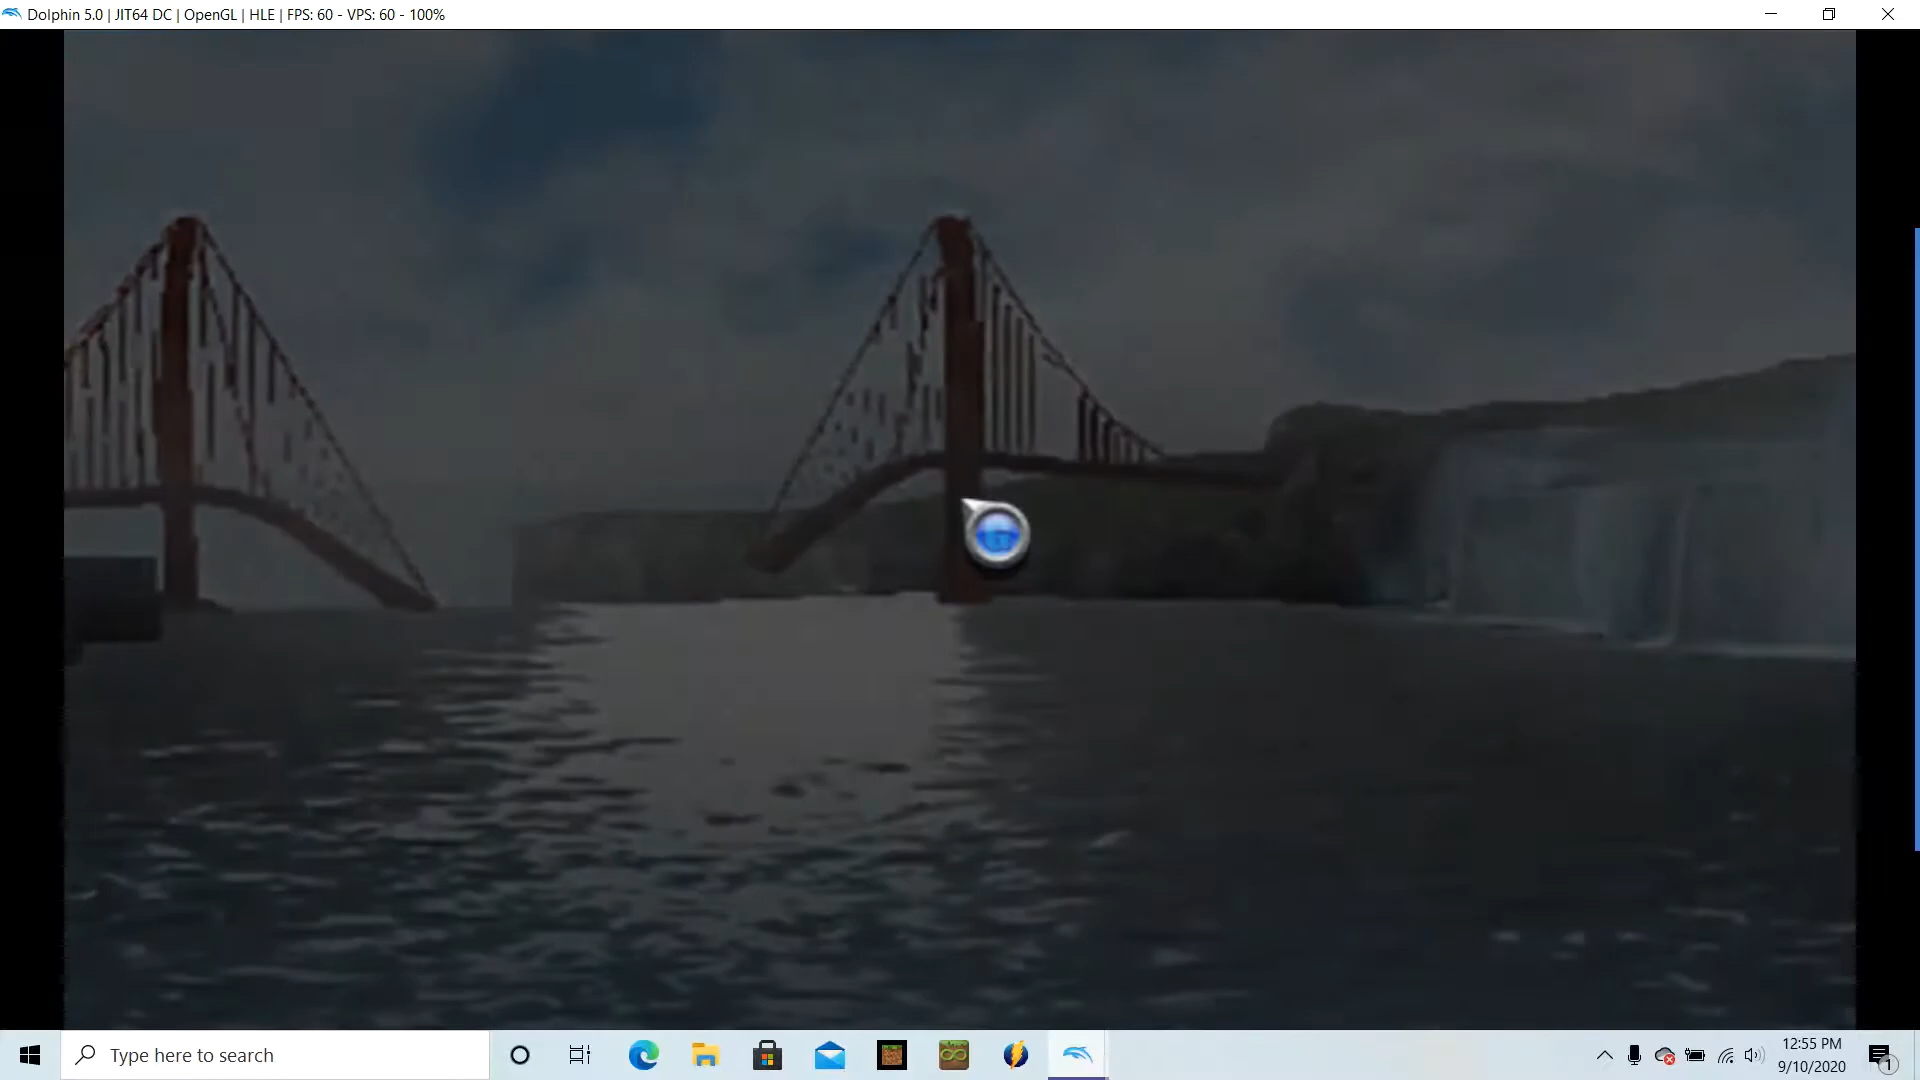 Dolphin 5.0 | JIT64 DC | OpenGL | HLE | FPS: 60 - VPS: 60 - 100%
Type here to search
12:55 PM
9/10/2020
1